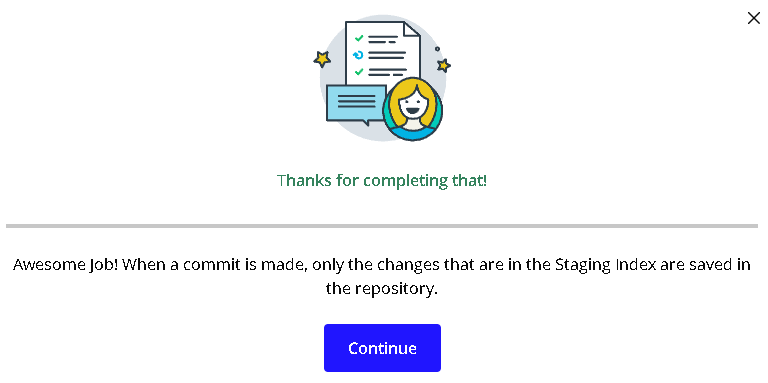 Thanks for completing that!
Awesome Job! When a commit is made, only the changes that are in the Staging Index are saved in
the repository.
Continue